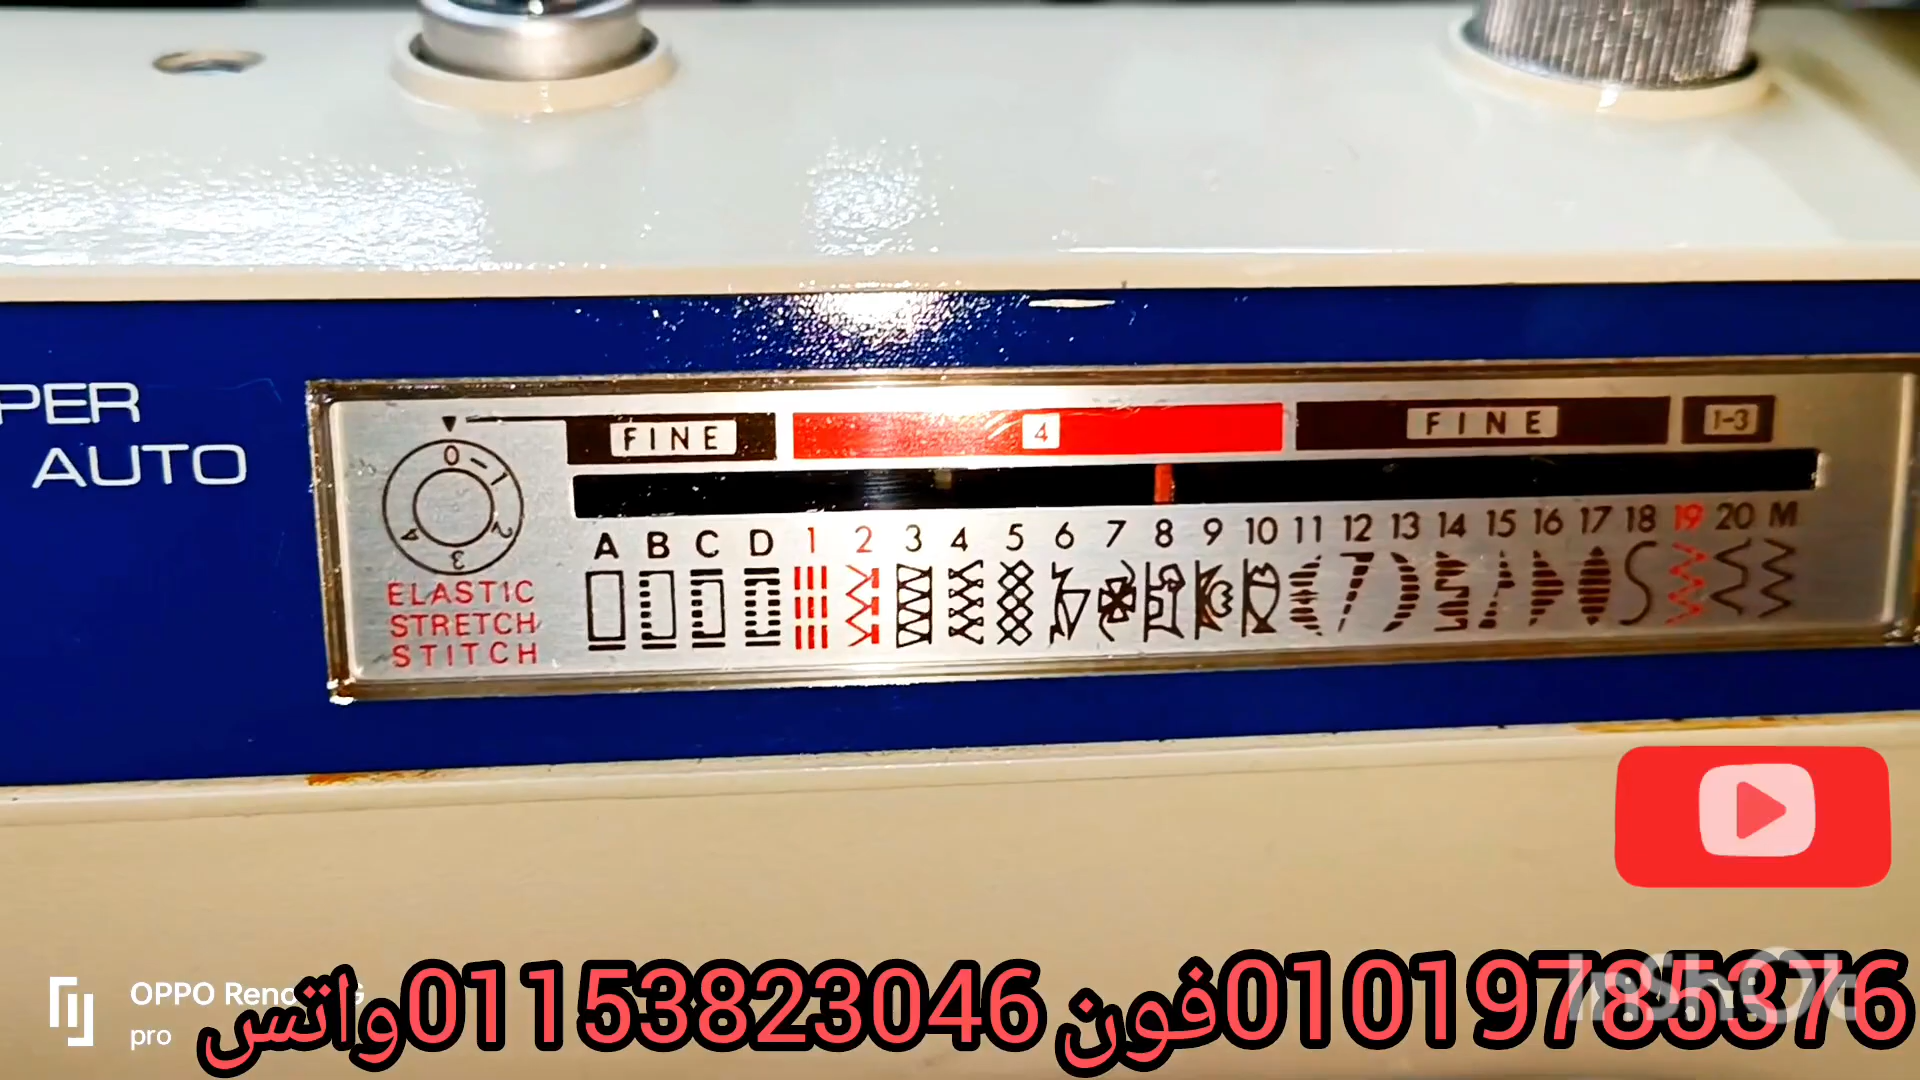 PER
AUTO
FINE
4
FINE
1-3
0 1 2 3 4
A B C D 1 2 3 4 5 6 7 8 9 10 11 12 13 14 15 16 17 18 19 20 M
ELASTIC
STRETCH
STITCH
OPPO Reno
pro
01019785376فون 01153823046واتس
InShOt